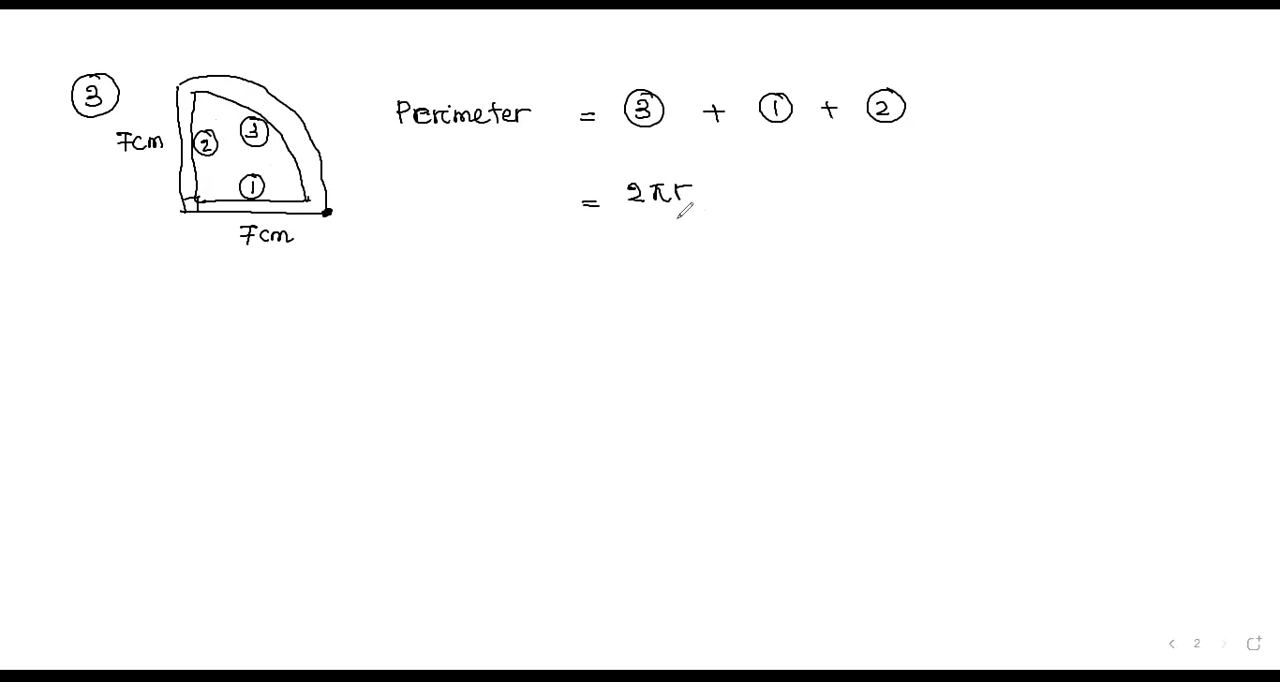 ③
7cm
②
③
①
7cm
Perimeter = ③ + ① + ②
= 2πr
2